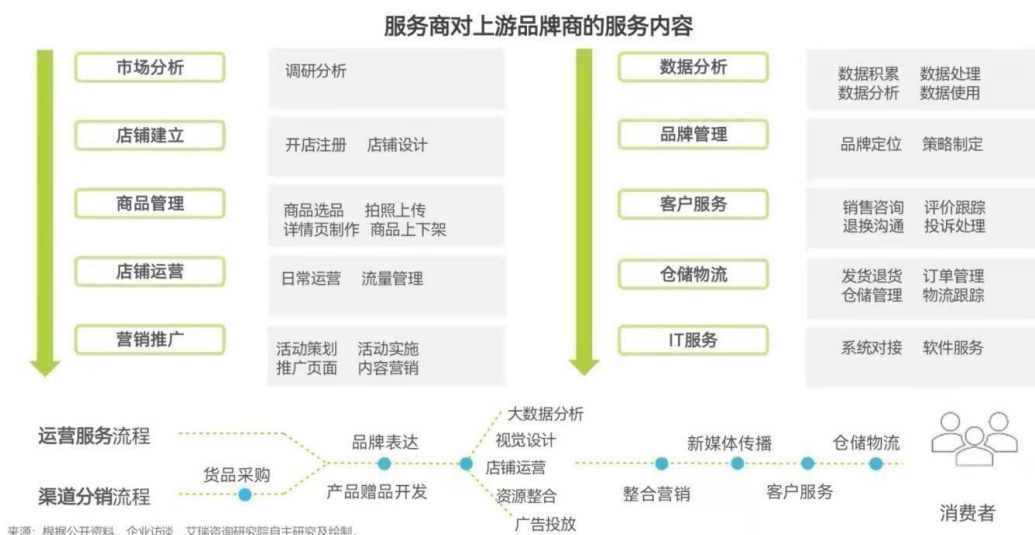 服务商对上游品牌商的服务内容
市场分析
调研分析
店铺建立
开店注册 店铺设计
商品管理
商品选品 拍照上传
详情页制作 商品上下架
店铺运营
日常运营 流量管理
营销推广
活动策划 活动实施
推广页面 内容营销
数据分析
数据积累 数据处理
数据分析 数据使用
品牌管理
品牌定位 策略制定
客户服务
销售咨询 评价跟踪
退换沟通 投诉处理
仓储物流
发货退货 订单管理
仓储管理 物流跟踪
IT服务
系统对接 软件服务
运营服务流程
渠道分销流程
货品采购
品牌表达
产品赠品开发
大数据分析
视觉设计
店铺运营
资源整合
广告投放
整合营销
新媒体传播
客户服务
仓储物流
消费者
来源：根据公开资料、企业访谈、艾瑞咨询研究院自主研究及绘制。